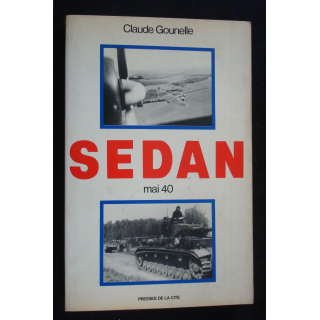 Claude Gounelle
SEDAN
mai 40
PRESSES DE LA CITÉ